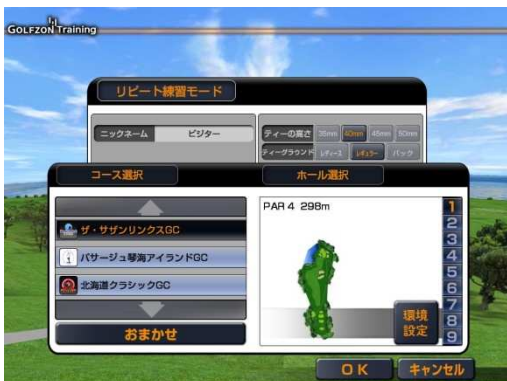 GOLFZON Training
リピート練習モード
ニックネーム ビジター
ティーの高さ 35mm 40mm 45mm 50mm
ティーグラウンド レディース レギュラー バック
コース選択 ホール選択
PAR 4 298m
ザ・サザンリンクスGC
パサージュ琴海アイランドGC
北海道クラシックGC
おまかせ
1
2
3
4
5
6
7
8
9
環境
設定
OK キャンセル